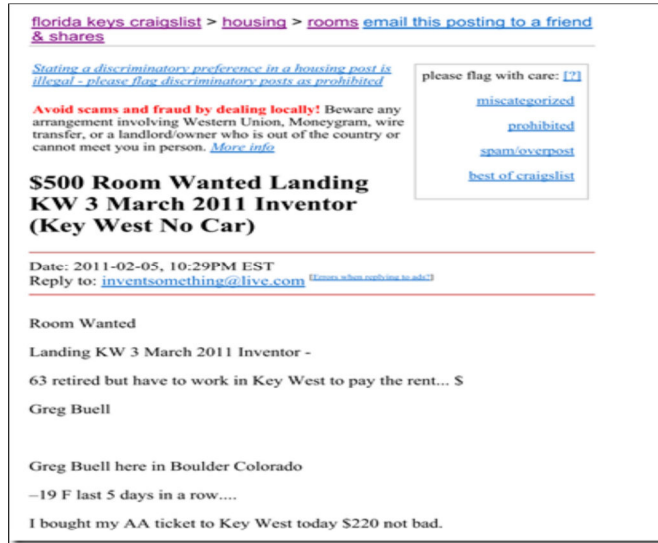 florida keys craigslist > housing > rooms email this posting to a friend
& shares
Stating a discriminatory preference in a housing post is
illegal - please flag discriminatory posts as prohibited
please flag with care: [?]
miscategorized
prohibited
spam/overpost
best of craigslist
Avoid scams and fraud by dealing locally! Beware any
arrangement involving Western Union, Moneygram, wire
transfer, or a landlord/owner who is out of the country or
cannot meet you in person. More info
$500 Room Wanted Landing
KW 3 March 2011 Inventor
(Key West No Car)
Date: 2011-02-05, 10:29PM EST
Reply to: inventsomething@live.com [Errors when replying to ads?]
Room Wanted
Landing KW 3 March 2011 Inventor -
63 retired but have to work in Key West to pay the rent... $
Greg Buell
Greg Buell here in Boulder Colorado
–19 F last 5 days in a row....
I bought my AA ticket to Key West today $220 not bad.